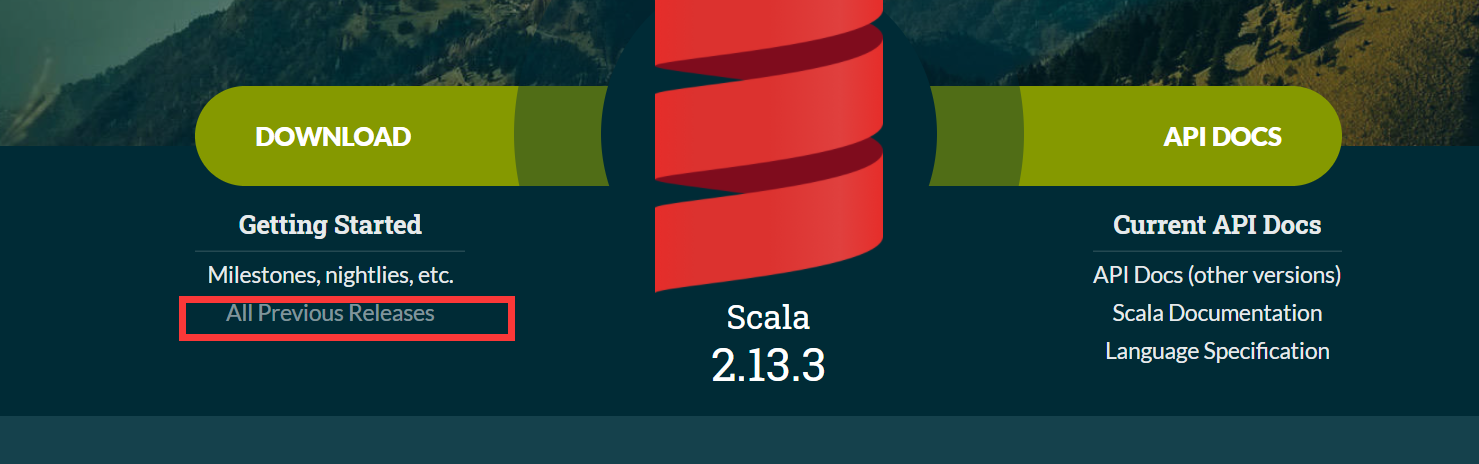 DOWNLOAD
API DOCS
Getting Started
Milestones, nightlies, etc.
All Previous Releases
Scala
2.13.3
Current API Docs
API Docs (other versions)
Scala Documentation
Language Specification